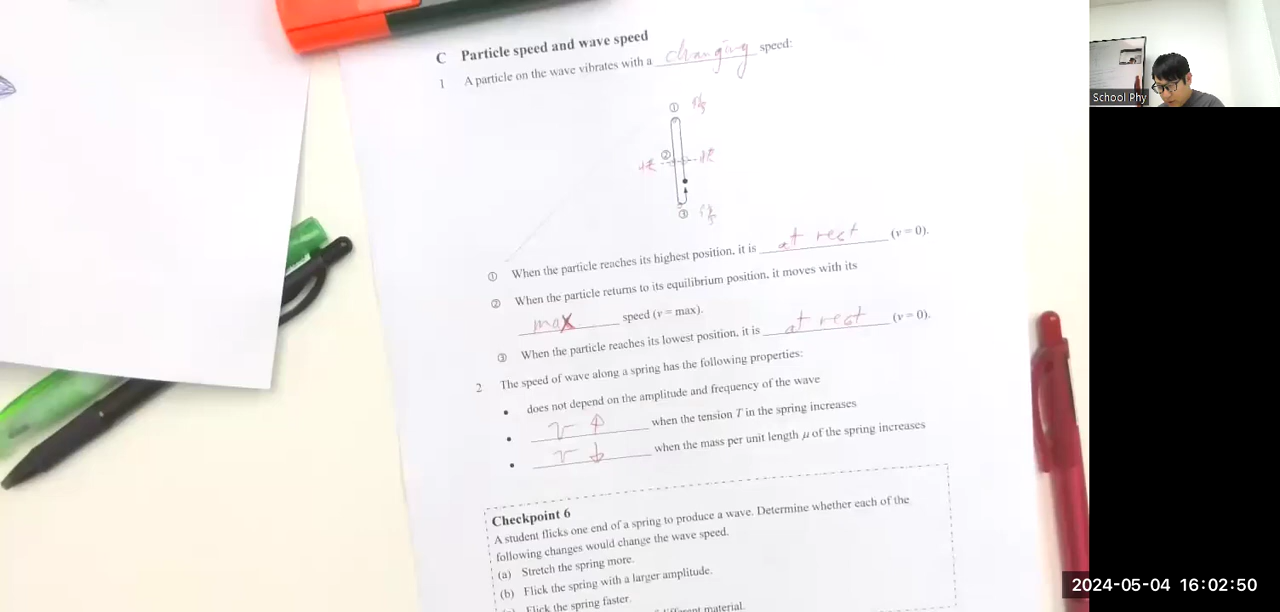 C Particle speed and wave speed
1 A particle on the wave vibrates with a changing speed:
①
②
③
① When the particle reaches its highest position, it is at rest (v = 0).
② When the particle returns to its equilibrium position, it moves with its
max speed (v = max).
③ When the particle reaches its lowest position, it is at rest (v = 0).
2 The speed of wave along a spring has the following properties:
• does not depend on the amplitude and frequency of the wave
• v ↑ when the tension T in the spring increases
• v ↓ when the mass per unit length μ of the spring increases
Checkpoint 6
A student flicks one end of a spring to produce a wave. Determine whether each of the
following changes would change the wave speed.
(a) Stretch the spring more.
(b) Flick the spring with a larger amplitude.
Flick the spring faster.
different material.
School Phy
2024-05-04 16:02:50